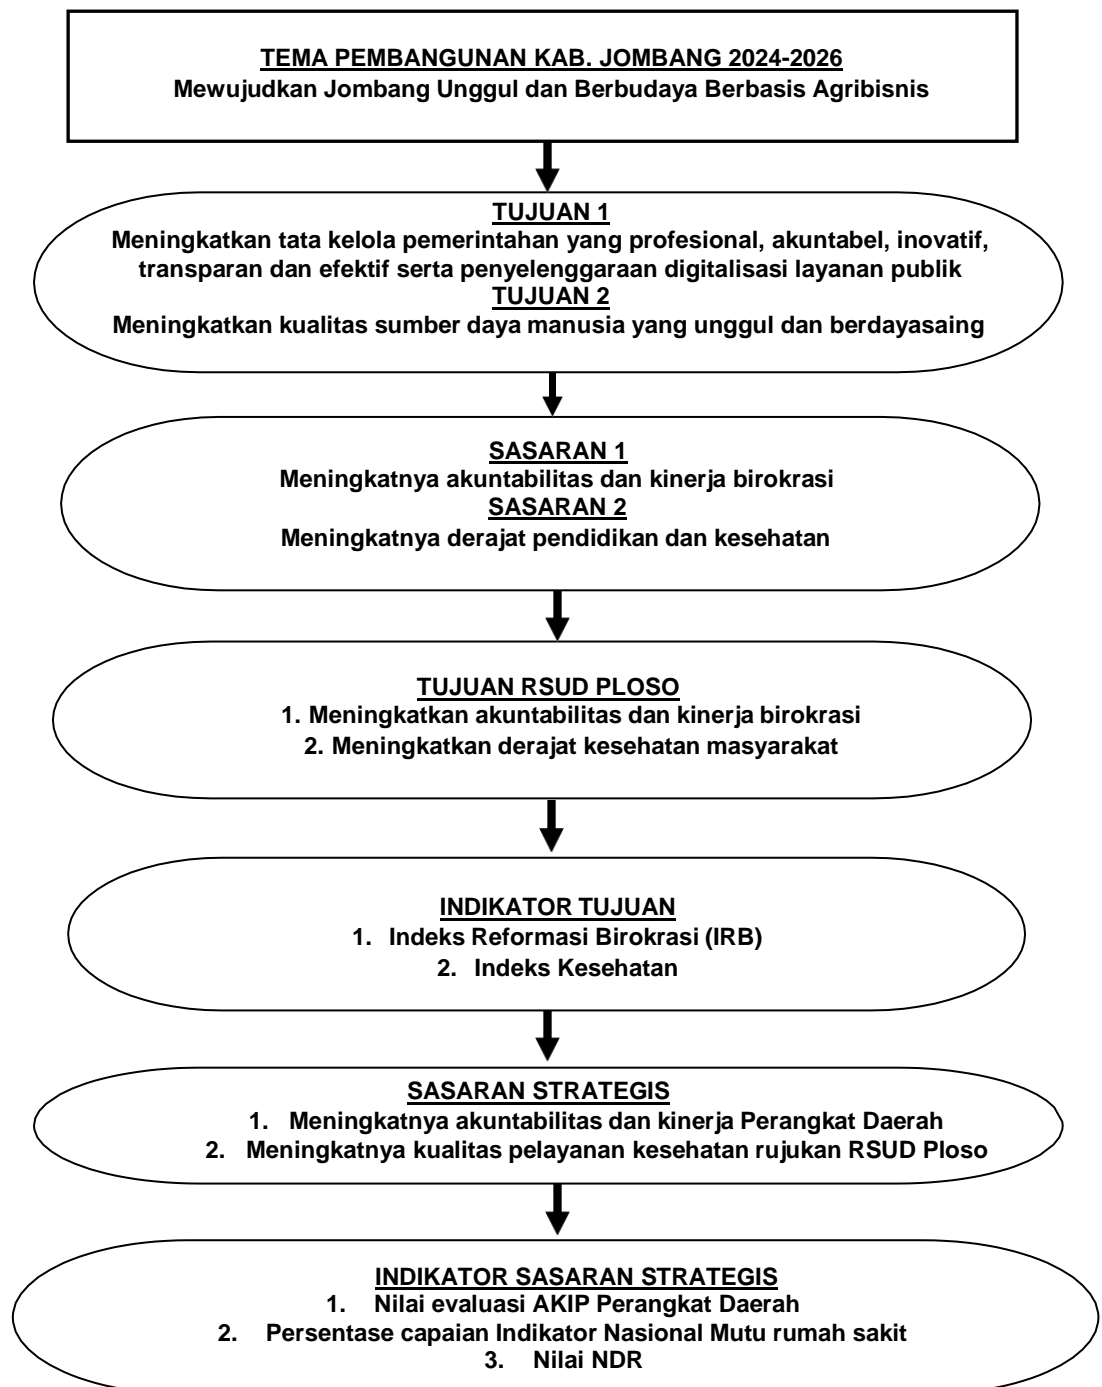 TEMA PEMBANGUNAN KAB. JOMBANG 2024-2026
Mewujudkan Jombang Unggul dan Berbudaya Berbasis Agribisnis
TUJUAN 1
Meningkatkan tata kelola pemerintahan yang profesional, akuntabel, inovatif,
transparan dan efektif serta penyelenggaraan digitalisasi layanan publik
TUJUAN 2
Meningkatkan kualitas sumber daya manusia yang unggul dan berdayasaing
SASARAN 1
Meningkatnya akuntabilitas dan kinerja birokrasi
SASARAN 2
Meningkatnya derajat pendidikan dan kesehatan
TUJUAN RSUD PLOSO
1. Meningkatkan akuntabilitas dan kinerja birokrasi
2. Meningkatkan derajat kesehatan masyarakat
INDIKATOR TUJUAN
1. Indeks Reformasi Birokrasi (IRB)
2. Indeks Kesehatan
SASARAN STRATEGIS
1. Meningkatnya akuntabilitas dan kinerja Perangkat Daerah
2. Meningkatnya kualitas pelayanan kesehatan rujukan RSUD Ploso
INDIKATOR SASARAN STRATEGIS
1. Nilai evaluasi AKIP Perangkat Daerah
2. Persentase capaian Indikator Nasional Mutu rumah sakit
3. Nilai NDR